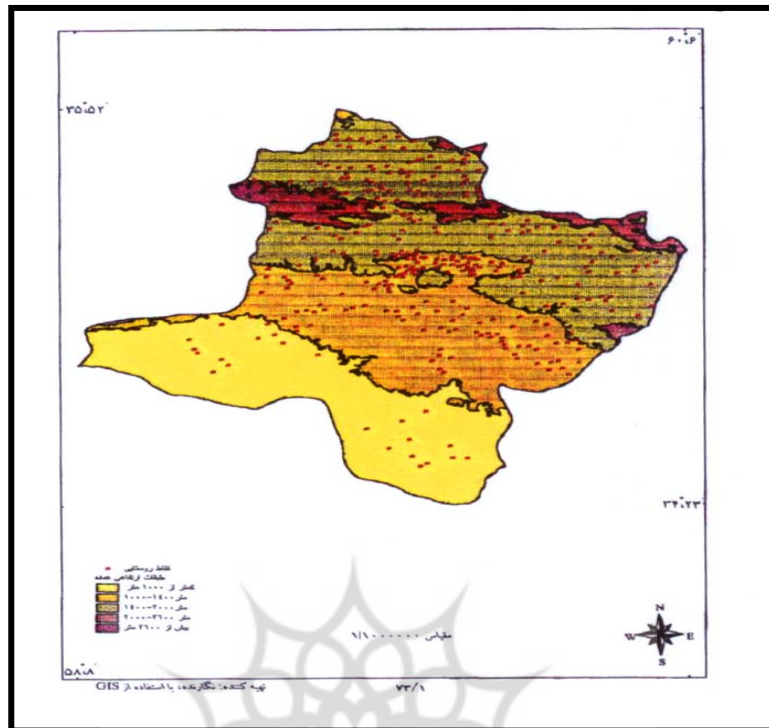 ۶۰°۶
۳۵°۵۲
۳۴°۲۳
نقاط روستایی
طبقات ارتفاعی
کمتر از ۱۰۰۰ متر
متر ۱۴۰۰-۱۰۰۰
متر ۲۰۰۰-۱۴۰۰
متر ۲۶۰۰-۲۰۰۰
بیش از ۲۶۰۰ متر
مقیاس ۱/۱۰۰۰۰۰۰
N
W E
S
۵۸°۸
تهیه کننده: نگارنده، با استفاده از GIS
۷۳/۱